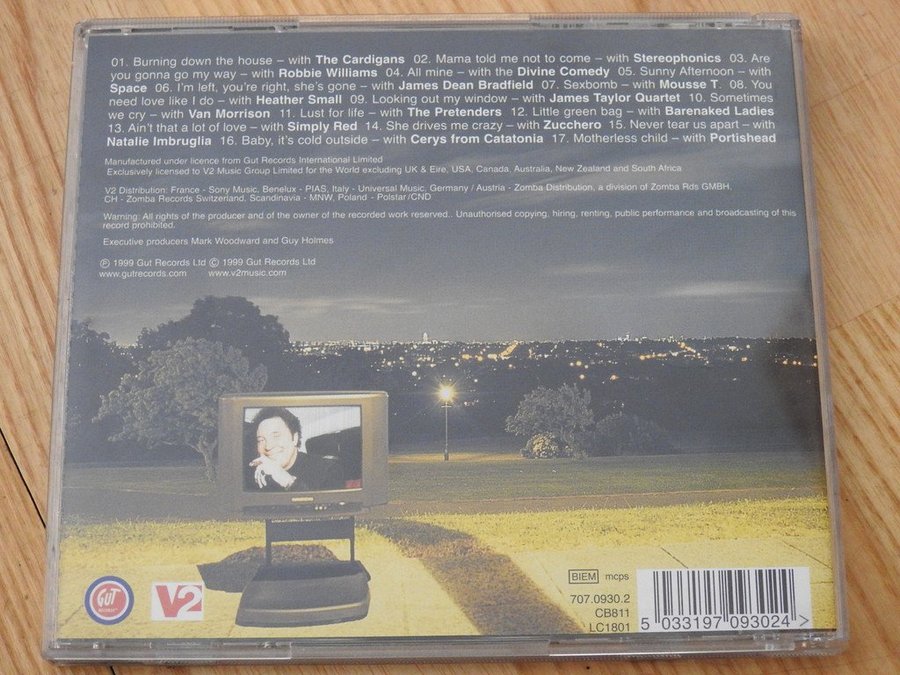 01. Burning down the house – with The Cardigans 02. Mama told me not to come – with Stereophonics 03. Are
you gonna go my way – with Robbie Williams 04. All mine – with the Divine Comedy 05. Sunny Afternoon – with
Space 06. I'm left, you're right, she's gone – with James Dean Bradfield 07. Sexbomb – with Mousse T. 08. You
need love like I do – with Heather Small 09. Looking out my window – with James Taylor Quartet 10. Sometimes
we cry – with Van Morrison 11. Lust for life – with The Pretenders 12. Little green bag – with Barenaked Ladies
13. Ain't that a lot of love – with Simply Red 14. She drives me crazy – with Zucchero 15. Never tear us apart – with
Natalie Imbruglia 16. Baby, it's cold outside – with Cerys from Catatonia 17. Motherless child – with Portishead
Manufactured under licence from Gut Records International Limited
Exclusively licensed to V2 Music Group Limited for the World excluding UK & Eire, USA, Canada, Australia, New Zealand and South Africa
V2 Distribution: France - Sony Music, Benelux - PIAS, Italy - Universal Music, Germany / Austria - Zomba Distribution, a division of Zomba Rds GMBH,
CH - Zomba Records Switzerland, Scandinavia - MNW, Poland - Polstar/CND
Warning: All rights of the producer and of the owner of the recorded work reserved.. Unauthorised copying, hiring, renting, public performance and broadcasting of this
record prohibited.
Executive producers Mark Woodward and Guy Holmes
℗ 1999 Gut Records Ltd © 1999 Gut Records Ltd
www.gutrecords.com www.v2music.com
GUT
RECORDS
V2
BIEM mcps
707.0930.2
CB811
LC1801
5 033197 093024 >